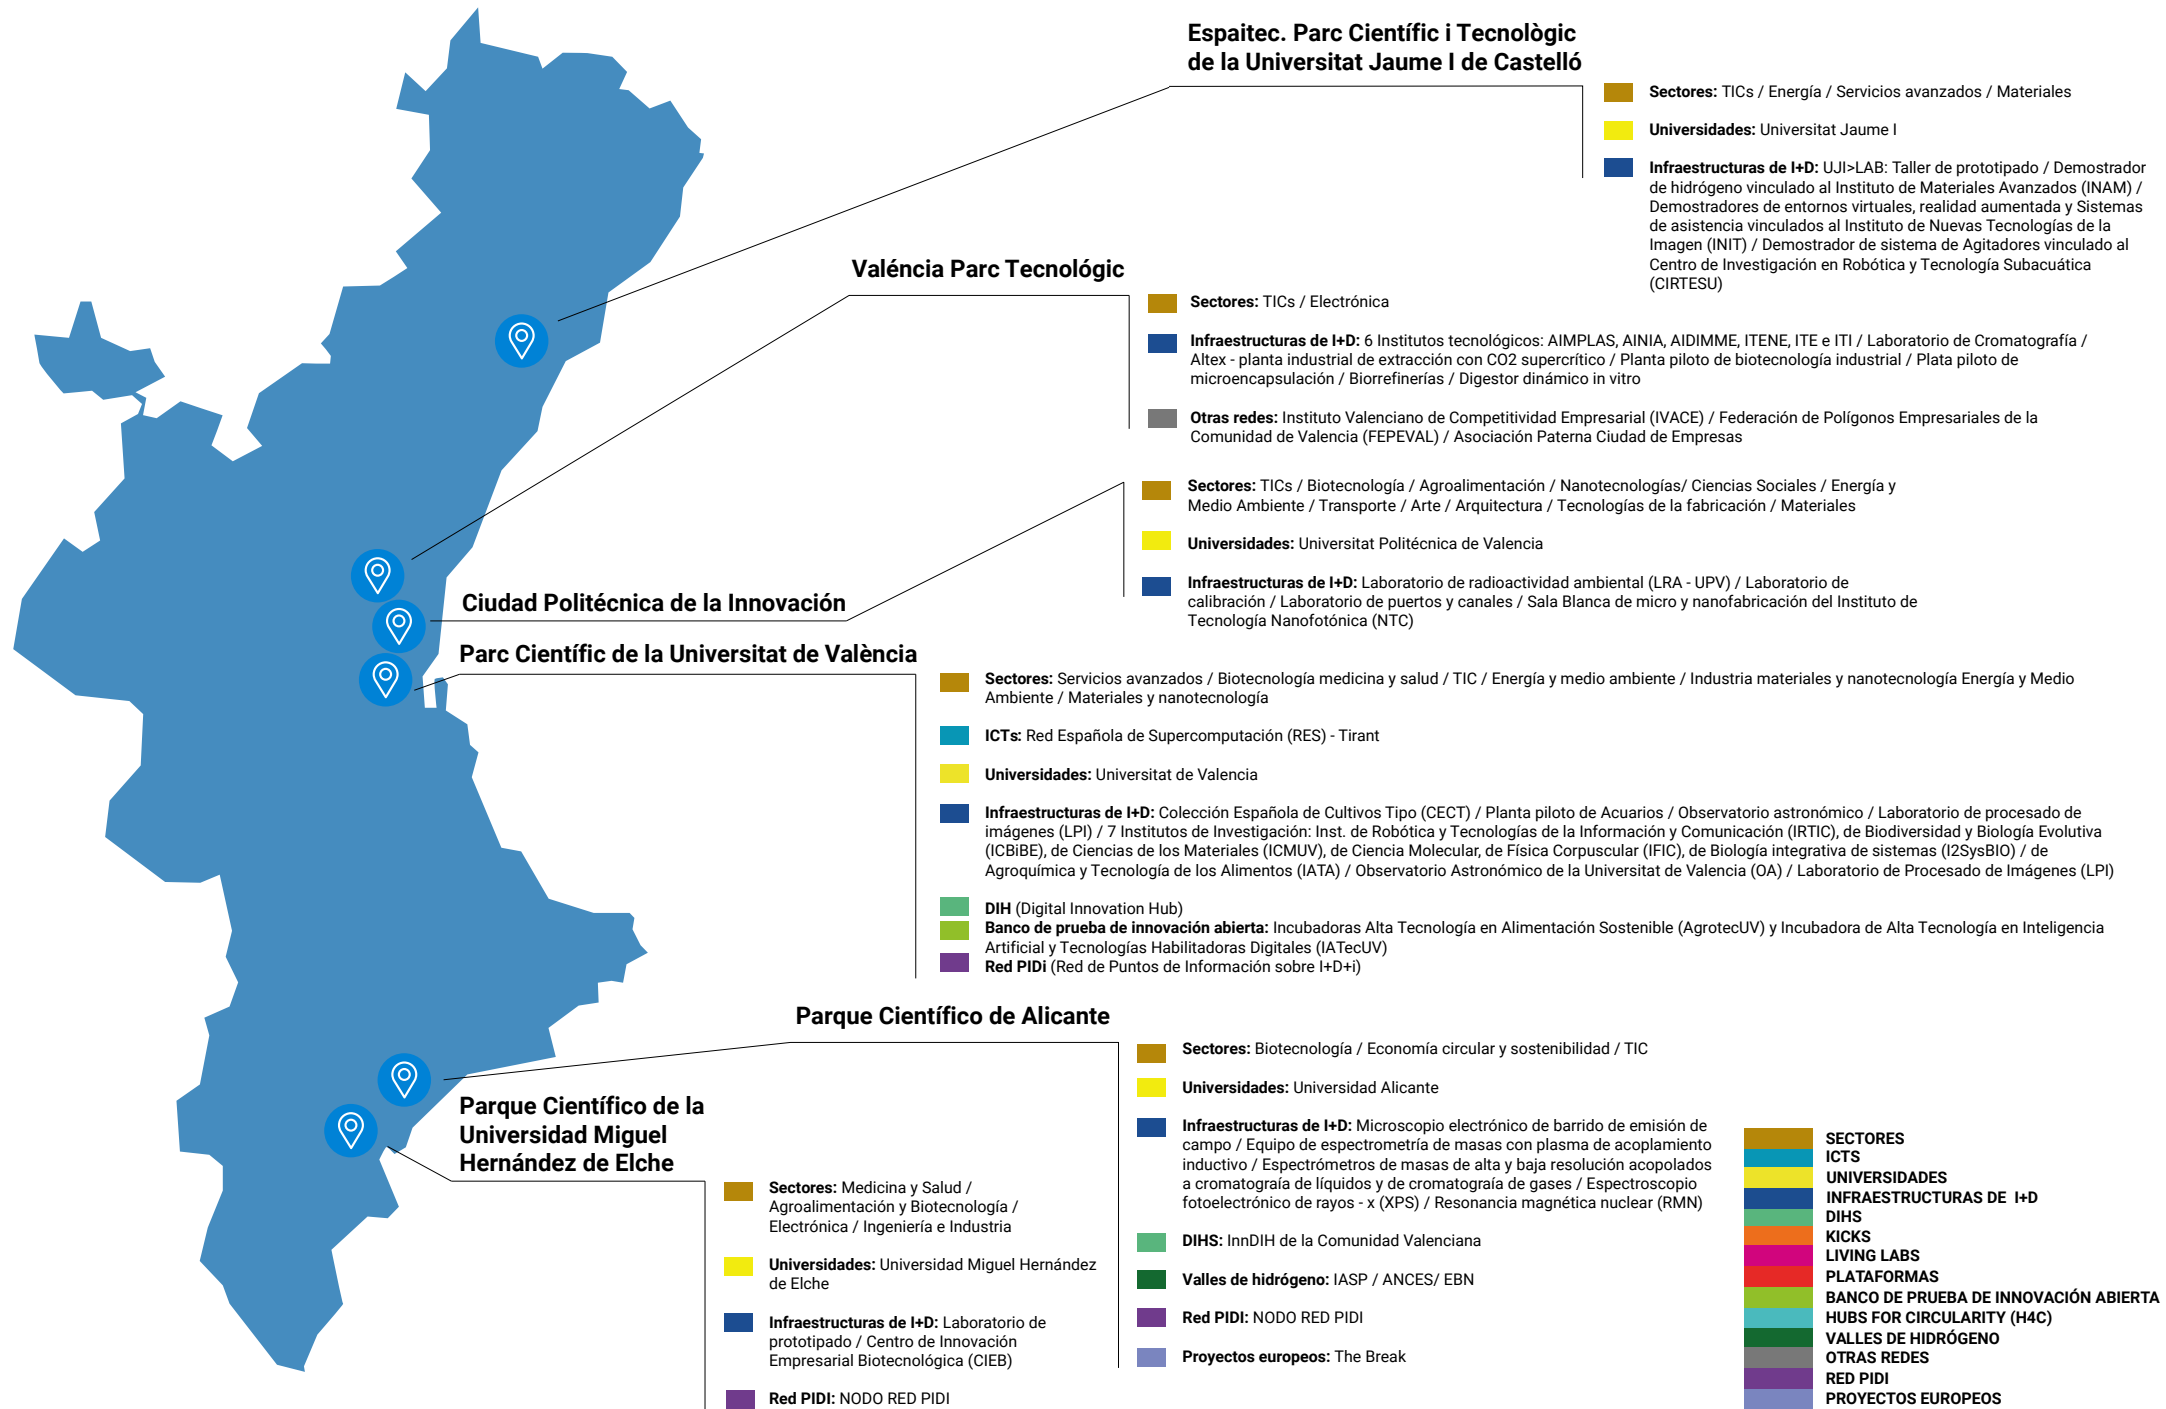 Espaitec. Parc Científic i Tecnològic
de la Universitat Jaume I de Castelló
Sectores: TICs / Energía / Servicios avanzados / Materiales
Universidades: Universitat Jaume I
Infraestructuras de I+D: UJI>LAB: Taller de prototipado / Demostrador
de hidrógeno vinculado al Instituto de Materiales Avanzados (INAM) /
Demostradores de entornos virtuales, realidad aumentada y Sistemas
de asistencia vinculados al Instituto de Nuevas Tecnologías de la
Imagen (INIT) / Demostrador de sistema de Agitadores vinculado al
Centro de Investigación en Robótica y Tecnología Subacuática
(CIRTESU)
Valéncia Parc Tecnológic
Sectores: TICs / Electrónica
Infraestructuras de I+D: 6 Institutos tecnológicos: AIMPLAS, AINIA, AIDIMME, ITENE, ITE e ITI / Laboratorio de Cromatografía /
Altex - planta industrial de extracción con CO2 supercrítico / Planta piloto de biotecnología industrial / Plata piloto de
microencapsulación / Biorrefinerías / Digestor dinámico in vitro
Otras redes: Instituto Valenciano de Competitividad Empresarial (IVACE) / Federación de Polígonos Empresariales de la
Comunidad de Valencia (FEPEVAL) / Asociación Paterna Ciudad de Empresas
Ciudad Politécnica de la Innovación
Sectores: TICs / Biotecnología / Agroalimentación / Nanotecnologías/ Ciencias Sociales / Energía y
Medio Ambiente / Transporte / Arte / Arquitectura / Tecnologías de la fabricación / Materiales
Universidades: Universitat Politécnica de Valencia
Infraestructuras de I+D: Laboratorio de radioactividad ambiental (LRA - UPV) / Laboratorio de
calibración / Laboratorio de puertos y canales / Sala Blanca de micro y nanofabricación del Instituto de
Tecnología Nanofotónica (NTC)
Parc Científic de la Universitat de València
Sectores: Servicios avanzados / Biotecnología medicina y salud / TIC / Energía y medio ambiente / Industria materiales y nanotecnología Energía y Medio
Ambiente / Materiales y nanotecnología
ICTs: Red Española de Supercomputación (RES) - Tirant
Universidades: Universitat de Valencia
Infraestructuras de I+D: Colección Española de Cultivos Tipo (CECT) / Planta piloto de Acuarios / Observatorio astronómico / Laboratorio de procesado de
imágenes (LPI) / 7 Institutos de Investigación: Inst. de Robótica y Tecnologías de la Información y Comunicación (IRTIC), de Biodiversidad y Biología Evolutiva
(ICBiBE), de Ciencias de los Materiales (ICMUV), de Ciencia Molecular, de Física Corpuscular (IFIC), de Biología integrativa de sistemas (I2SysBIO) / de
Agroquímica y Tecnología de los Alimentos (IATA) / Observatorio Astronómico de la Universitat de Valencia (OA) / Laboratorio de Procesado de Imágenes (LPI)
DIH (Digital Innovation Hub)
Banco de prueba de innovación abierta: Incubadoras Alta Tecnología en Alimentación Sostenible (AgrotecUV) y Incubadora de Alta Tecnología en Inteligencia
Artificial y Tecnologías Habilitadoras Digitales (IATecUV)
Red PIDi (Red de Puntos de Información sobre I+D+i)
Parque Científico de Alicante
Sectores: Biotecnología / Economía circular y sostenibilidad / TIC
Universidades: Universidad Alicante
Infraestructuras de I+D: Microscopio electrónico de barrido de emisión de
campo / Equipo de espectrometría de masas con plasma de acoplamiento
inductivo / Espectrómetros de masas de alta y baja resolución acopolados
a cromatograía de líquidos y de cromatograía de gases / Espectroscopio
fotoelectrónico de rayos - x (XPS) / Resonancia magnética nuclear (RMN)
DIHS: InnDIH de la Comunidad Valenciana
Valles de hidrógeno: IASP / ANCES/ EBN
Red PIDI: NODO RED PIDI
Proyectos europeos: The Break
Parque Científico de la
Universidad Miguel
Hernández de Elche
Sectores: Medicina y Salud /
Agroalimentación y Biotecnología /
Electrónica / Ingeniería e Industria
Universidades: Universidad Miguel Hernández
de Elche
Infraestructuras de I+D: Laboratorio de
prototipado / Centro de Innovación
Empresarial Biotecnológica (CIEB)
Red PIDI: NODO RED PIDI
SECTORES
ICTS
UNIVERSIDADES
INFRAESTRUCTURAS DE I+D
DIHS
KICKS
LIVING LABS
PLATAFORMAS
BANCO DE PRUEBA DE INNOVACIÓN ABIERTA
HUBS FOR CIRCULARITY (H4C)
VALLES DE HIDRÓGENO
OTRAS REDES
RED PIDI
PROYECTOS EUROPEOS